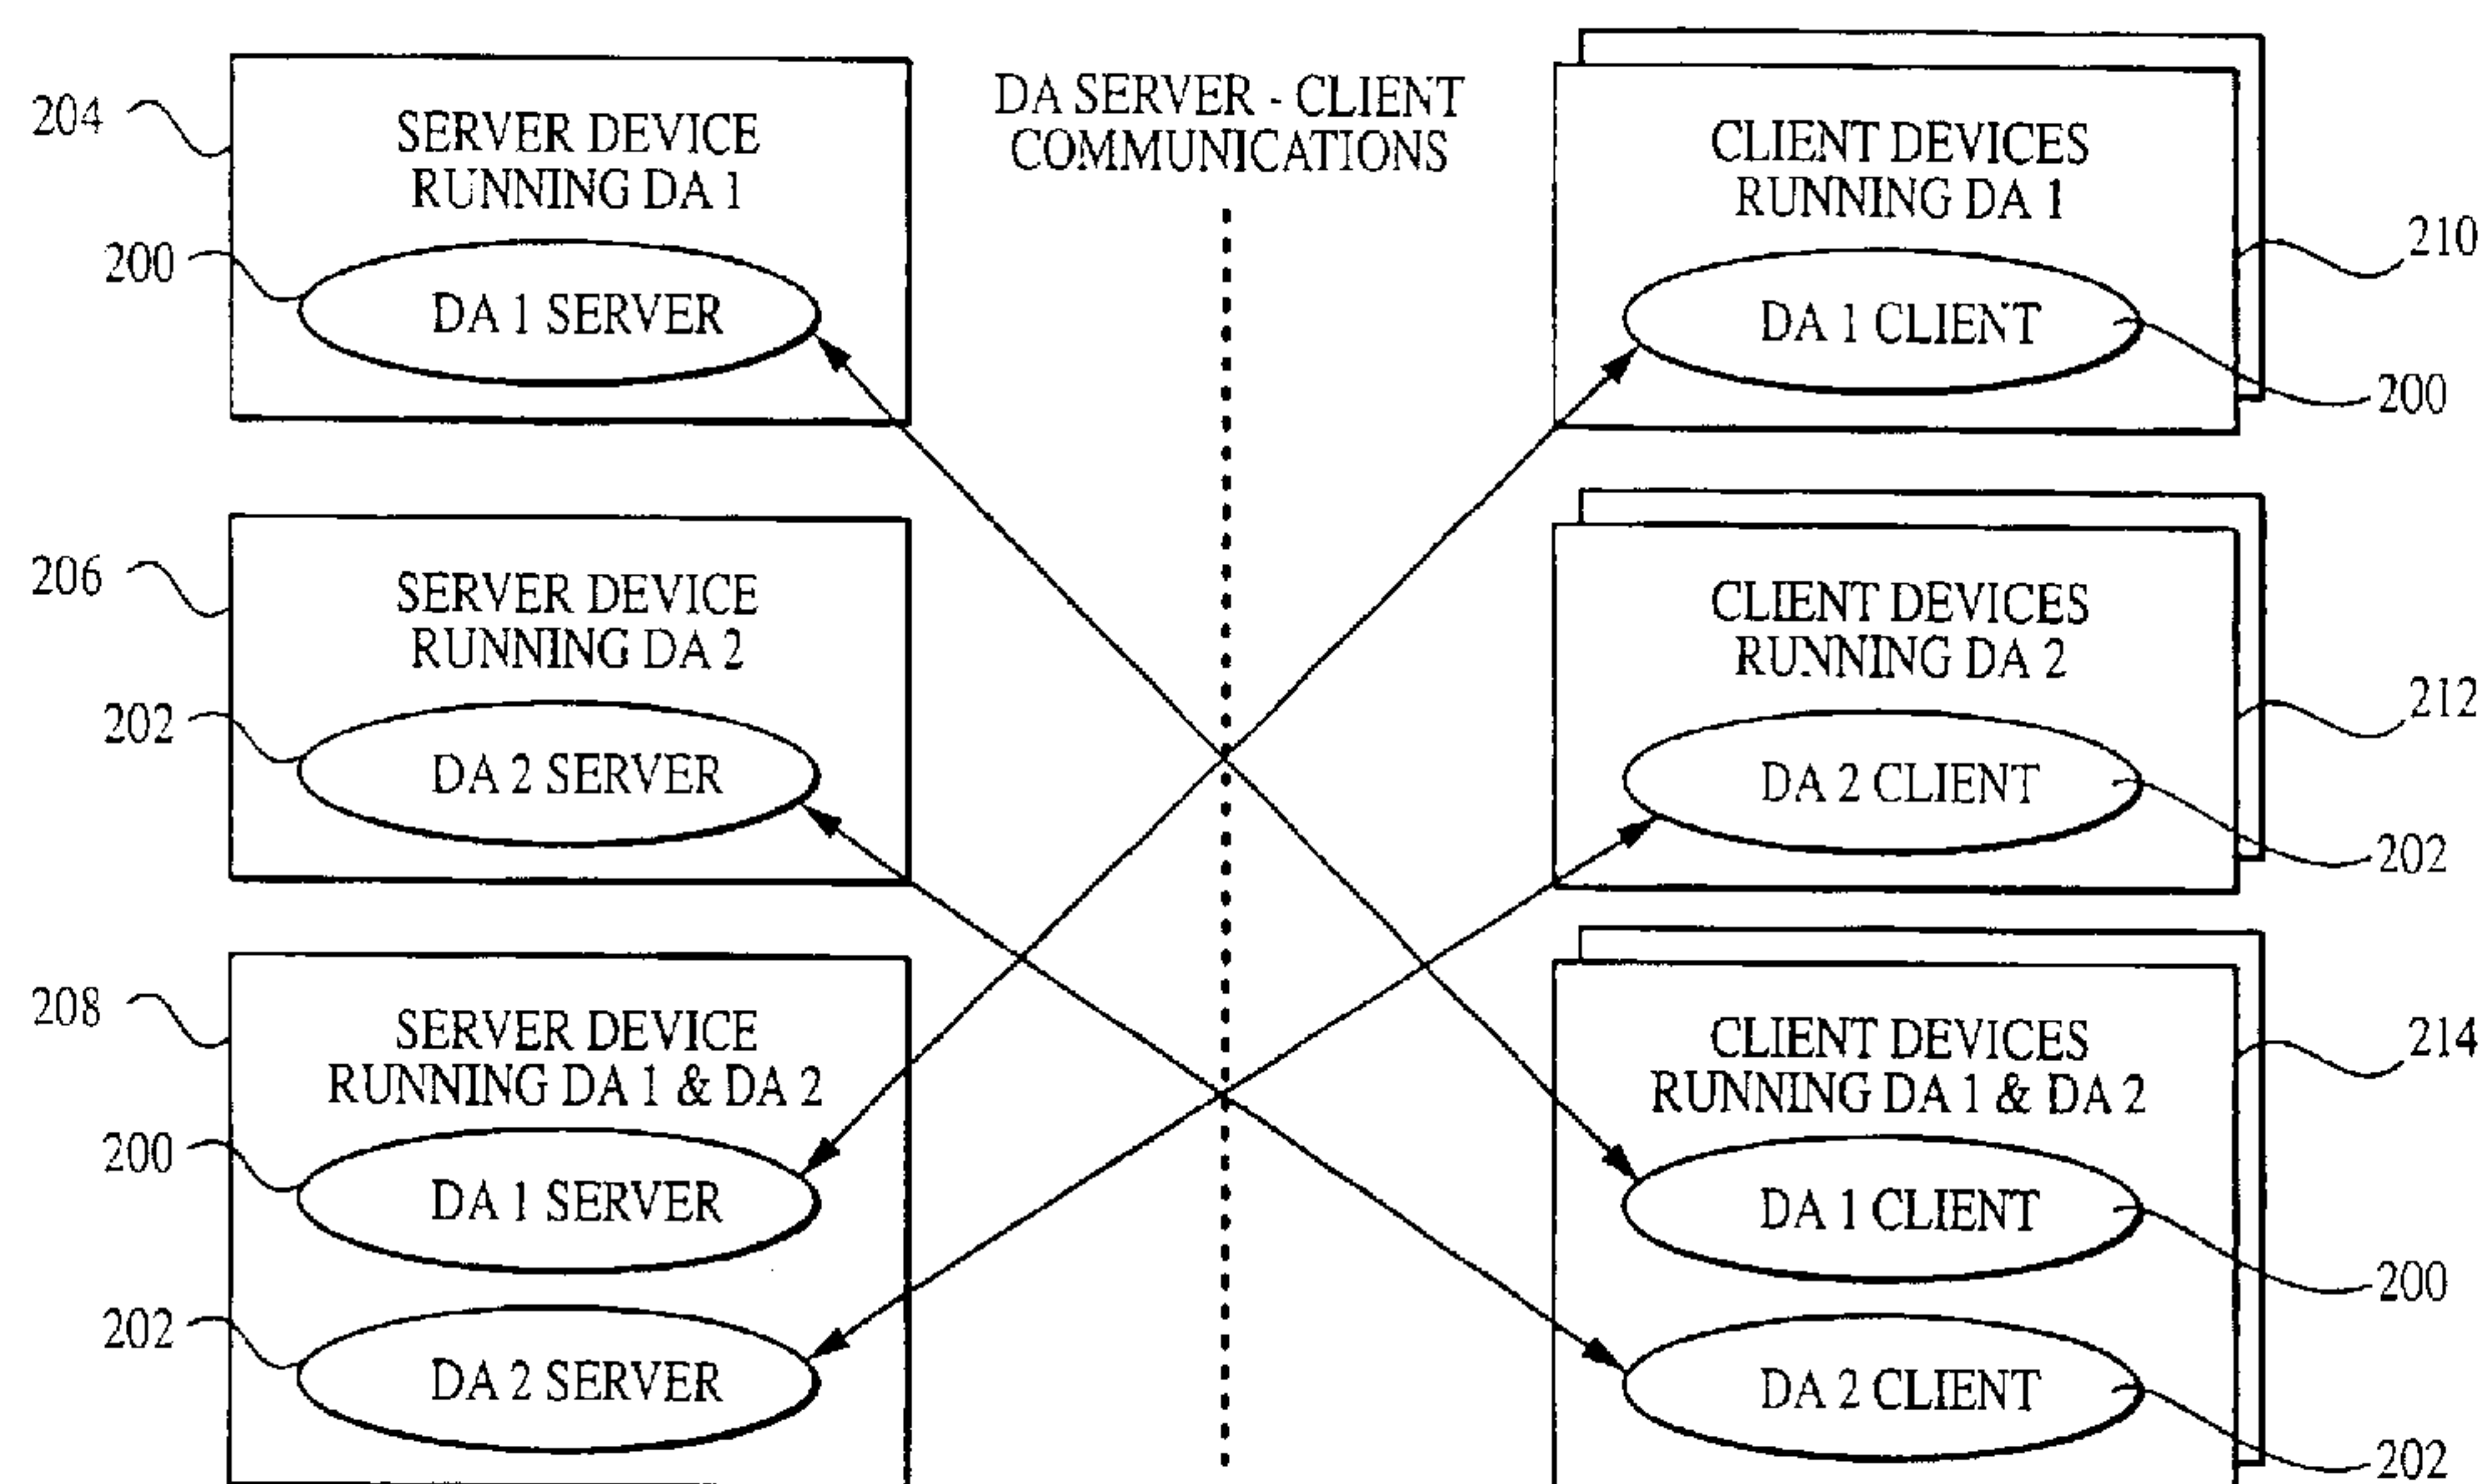 204
SERVER DEVICE
RUNNING DA 1
200
DA 1 SERVER
206
SERVER DEVICE
RUNNING DA 2
202
DA 2 SERVER
208
SERVER DEVICE
RUNNING DA 1 & DA 2
200
DA 1 SERVER
202
DA 2 SERVER
DA SERVER - CLIENT
COMMUNICATIONS
CLIENT DEVICES
RUNNING DA 1
210
DA 1 CLIENT
200
CLIENT DEVICES
RUNNING DA 2
212
DA 2 CLIENT
202
CLIENT DEVICES
RUNNING DA 1 & DA 2
214
DA 1 CLIENT
200
DA 2 CLIENT
202